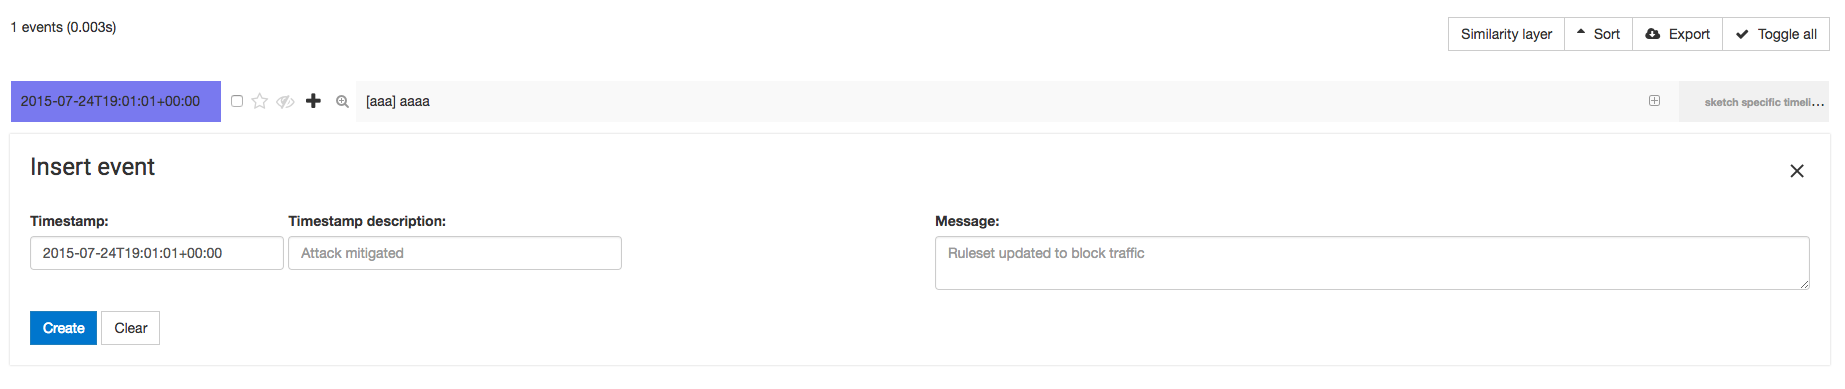 1 events (0.003s)
Similarity layer Sort Export Toggle all
2015-07-24T19:01:01+00:00 [aaa] aaaa sketch specific timeli...
Insert event
Timestamp: Timestamp description: Message:
2015-07-24T19:01:01+00:00 Attack mitigated Ruleset updated to block traffic
Create Clear